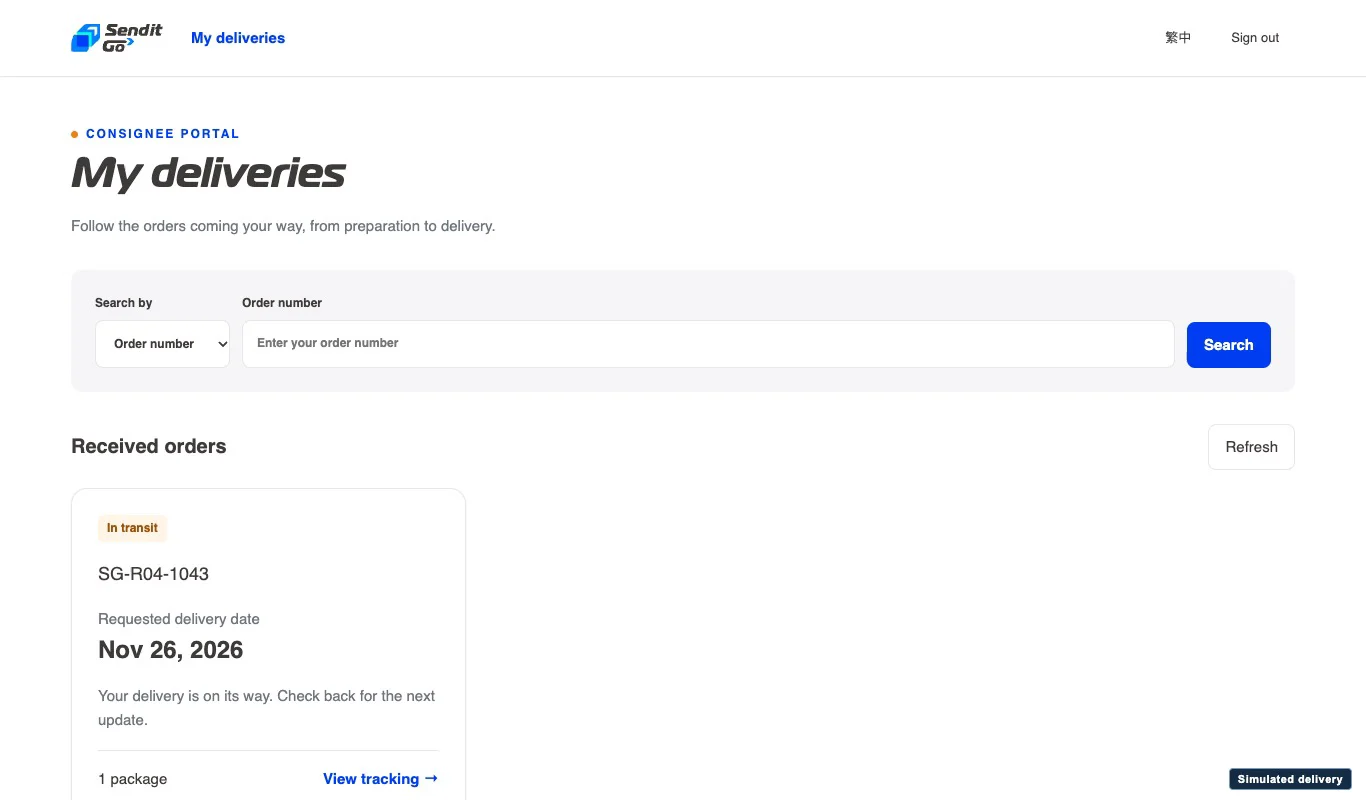 Sendit
Go
My deliveries
繁中
Sign out
CONSIGNEE PORTAL
My deliveries
Follow the orders coming your way, from preparation to delivery.
Search by
Order number
Order number
Enter your order number
Search
Received orders
Refresh
In transit
SG-R04-1043
Requested delivery date
Nov 26, 2026
Your delivery is on its way. Check back for the next
update.
1 package
View tracking →
Simulated delivery